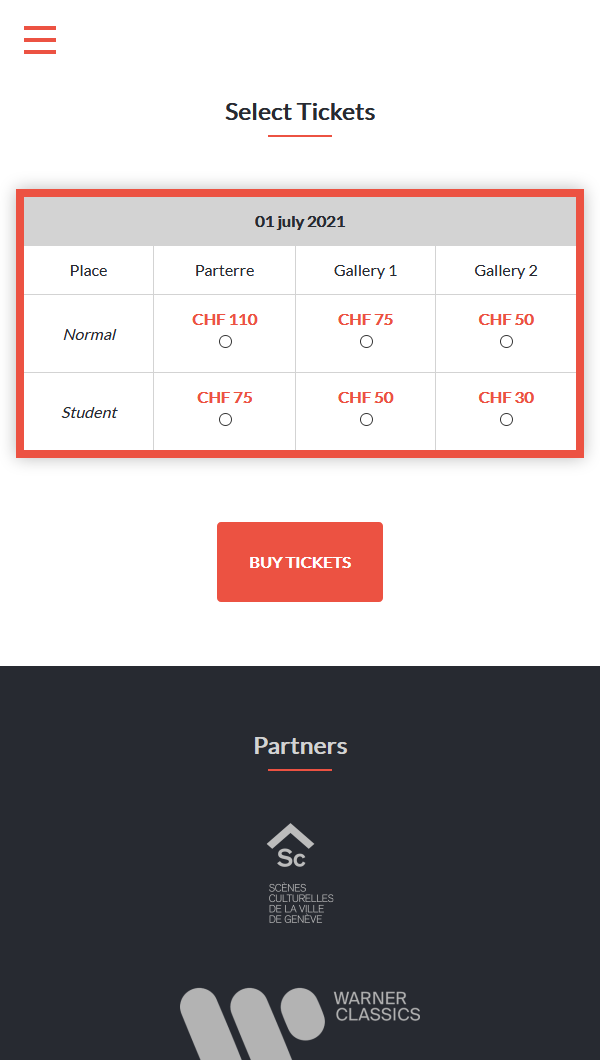 Select Tickets
01 july 2021
Place Parterre Gallery 1 Gallery 2
Normal CHF 110 CHF 75 CHF 50
Student CHF 75 CHF 50 CHF 30
BUY TICKETS
Partners
Sc
SCÈNES
CULTURELLES
DE LA VILLE
DE GENÈVE
WARNER
CLASSICS